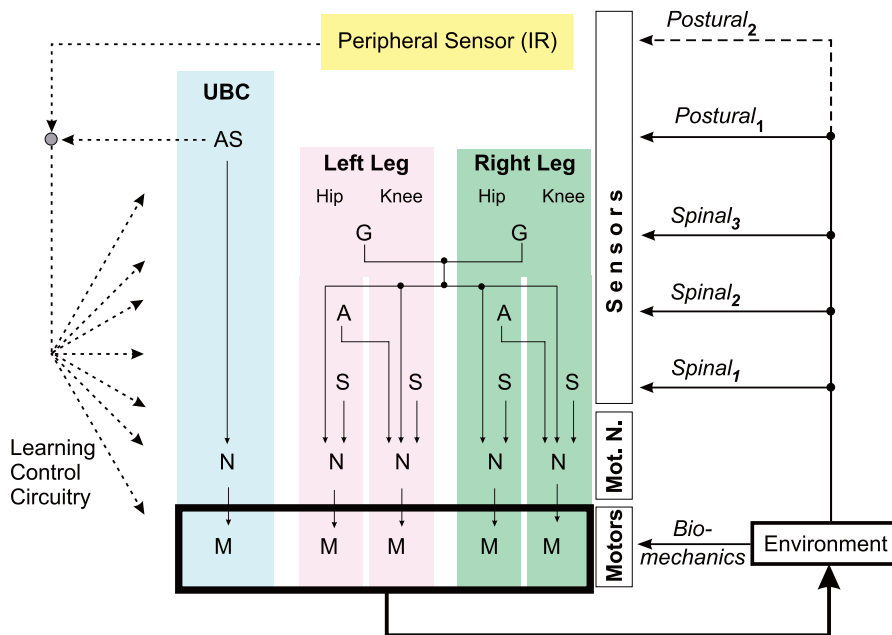 Peripheral Sensor (IR)
Postural2
UBC
AS
Postural1
Left Leg
Right Leg
Hip
Knee
Hip
Knee
Sensors
G
G
Spinal3
A
A
Spinal2
S
S
S
S
Spinal1
Learning
Control
Circuitry
N
N
N
N
N
Mot. N.
M
M
M
M
M
Motors
Bio-
mechanics
Environment